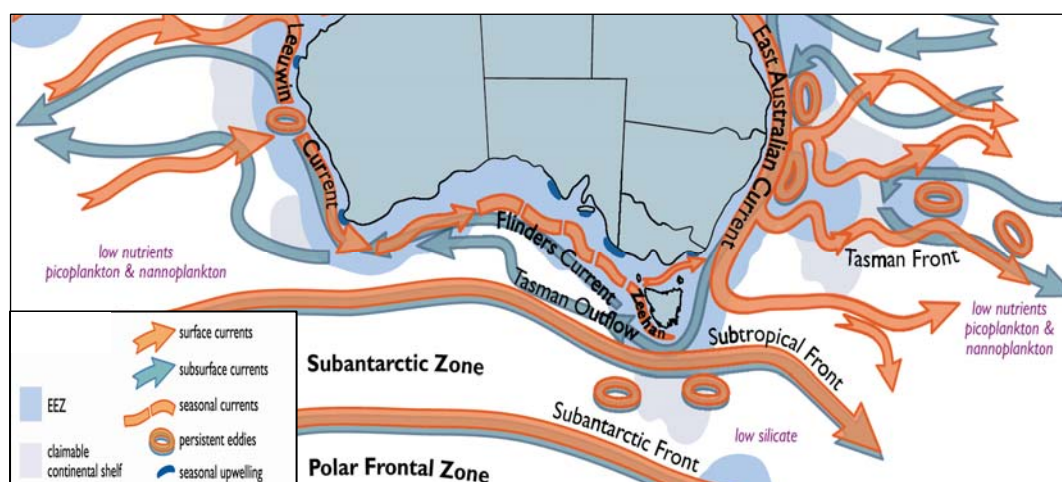 Leeuwin
Current
East Australian Current
Flinders Current
Tasman Outflow
Zeehan
Tasman Front
low nutrients
picoplankton & nannoplankton
low nutrients
picoplankton &
nannoplankton
Subtropical Front
Subantarctic Zone
Subantarctic Front
low silicate
Polar Frontal Zone
surface currents
subsurface currents
EEZ
seasonal currents
persistent eddies
claimable
continental shelf
seasonal upwelling